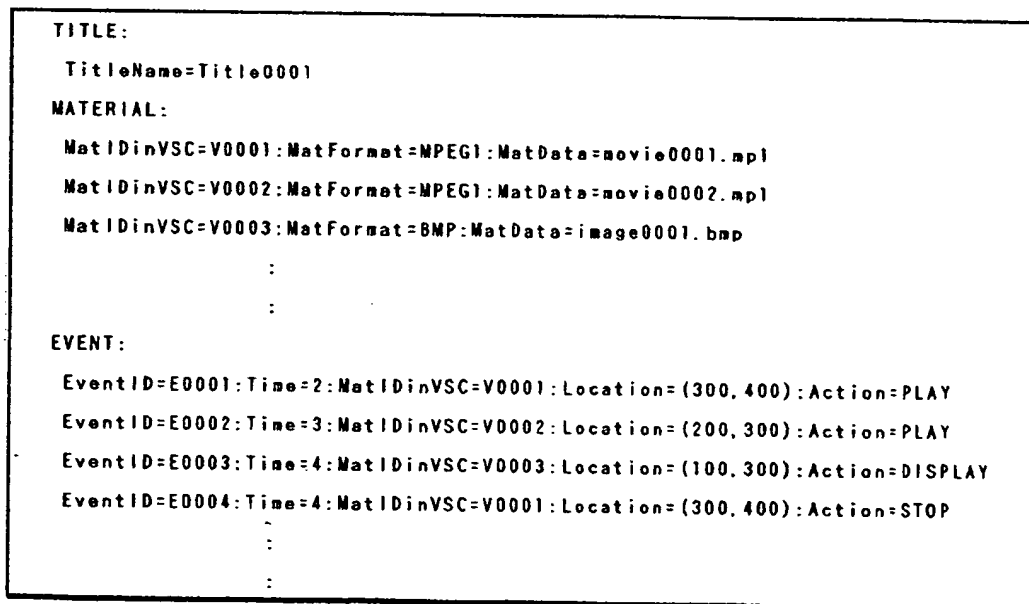 TITLE:
TitleName=Title0001
MATERIAL:
MatIDinVSC=V0001:MatFormat=MPEG1:MatData=movie0001.mp1
MatIDinVSC=V0002:MatFormat=MPEG1:MatData=movie0002.mp1
MatIDinVSC=V0003:MatFormat=BMP:MatData=image0001.bmp
:
:
EVENT:
EventID=E0001:Time=2:MatIDinVSC=V0001:Location=(300,400):Action=PLAY
EventID=E0002:Time=3:MatIDinVSC=V0002:Location=(200,300):Action=PLAY
EventID=E0003:Time=4:MatIDinVSC=V0003:Location=(100,300):Action=DISPLAY
EventID=E0004:Time=4:MatIDinVSC=V0001:Location=(300,400):Action=STOP
:
: